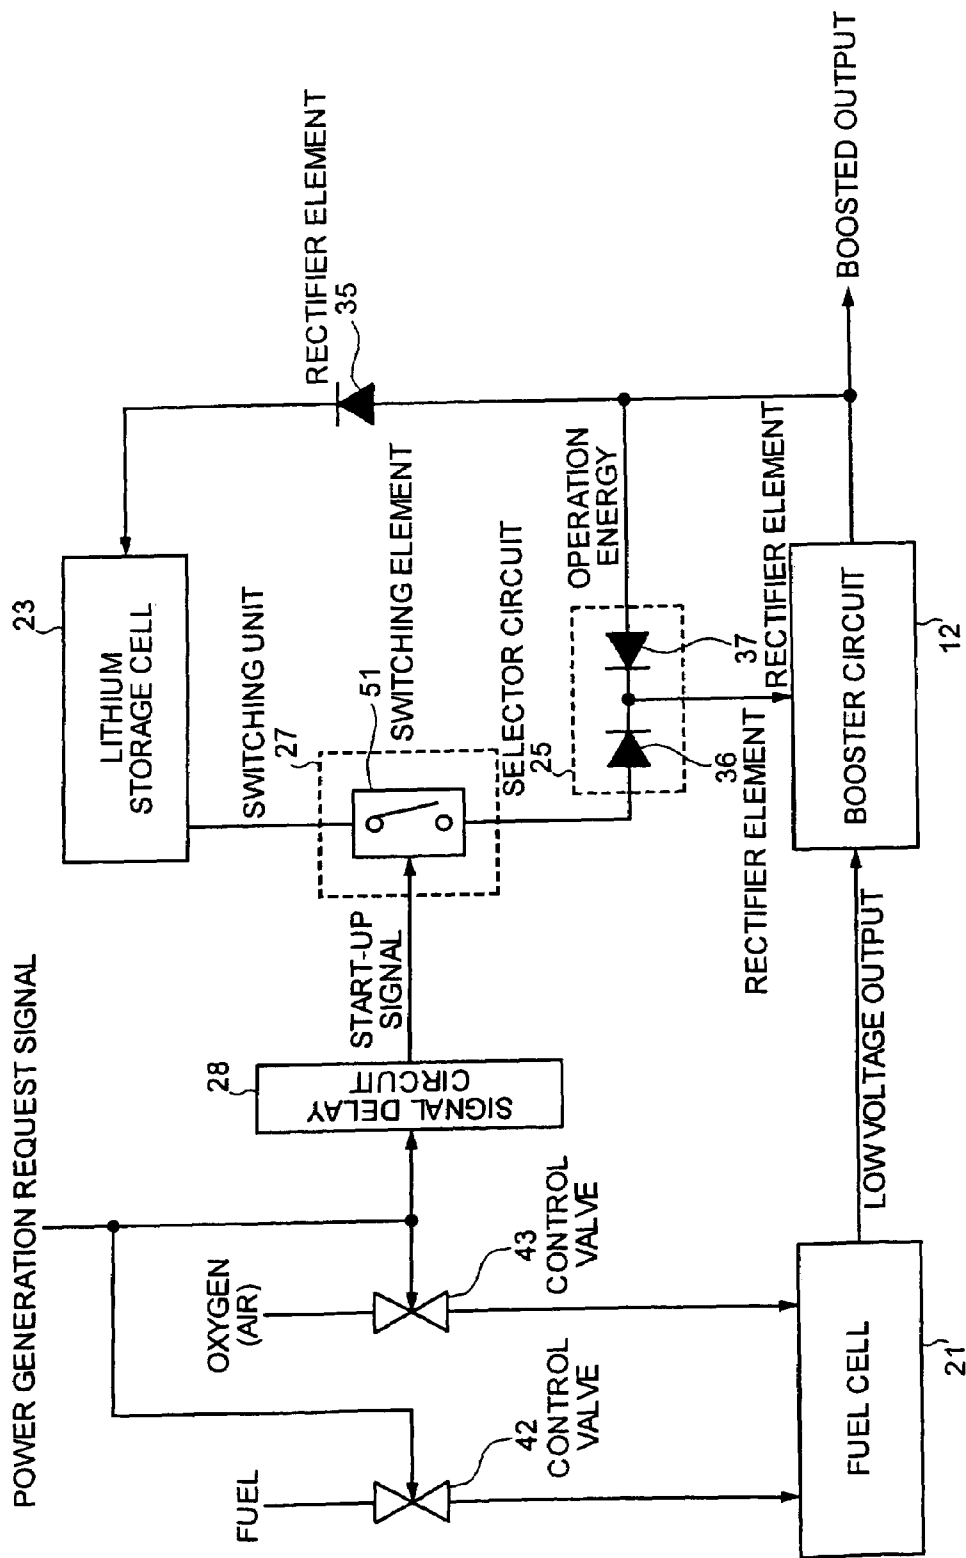 POWER GENERATION REQUEST SIGNAL
FUEL
OXYGEN
(AIR)
42
CONTROL
VALVE
43
CONTROL
VALVE
28
SIGNAL DELAY
CIRCUIT
START-UP
SIGNAL
23
LITHIUM
STORAGE CELL
SWITCHING UNIT
27
51
SWITCHING ELEMENT
SELECTOR CIRCUIT
25
RECTIFIER ELEMENT
35
OPERATION
ENERGY
36
RECTIFIER ELEMENT
37
RECTIFIER ELEMENT
FUEL CELL
21
LOW VOLTAGE OUTPUT
BOOSTER CIRCUIT
12
BOOSTED OUTPUT